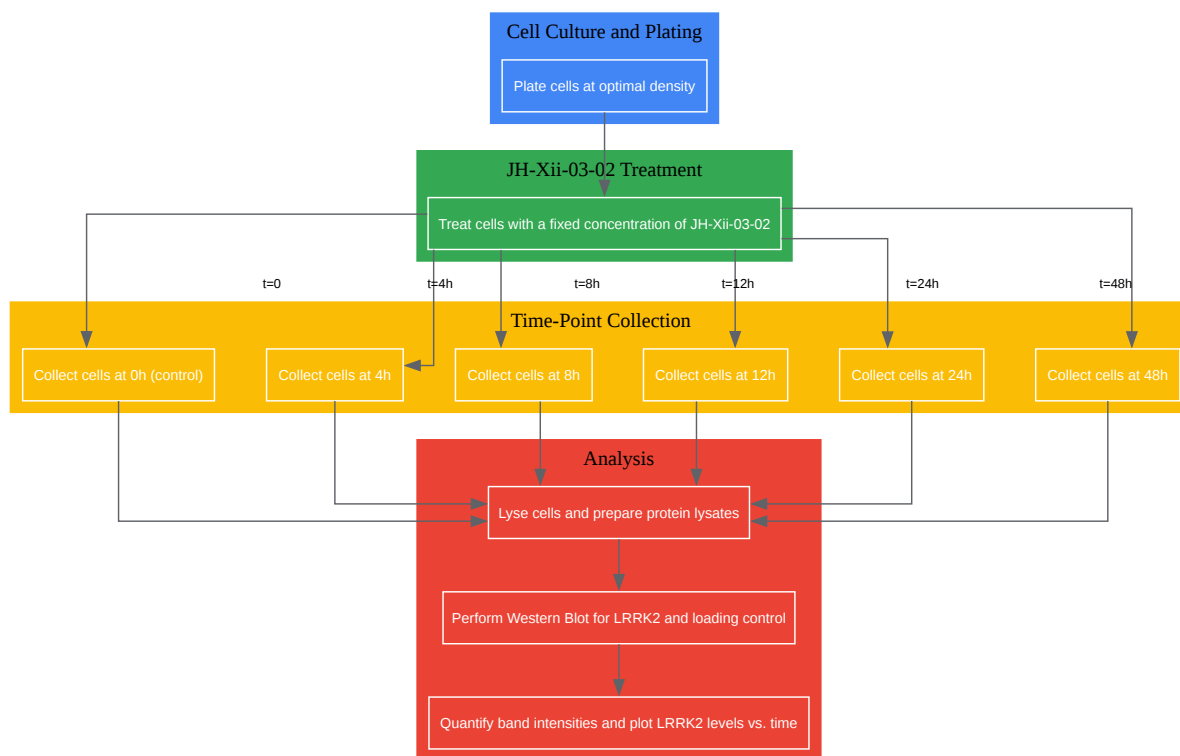 Cell Culture and Plating
Plate cells at optimal density
JH-Xii-03-02 Treatment
Treat cells with a fixed concentration of JH-Xii-03-02
t=0
t=4h
t=8h
t=12h
t=24h
t=48h
Time-Point Collection
Collect cells at 0h (control)
Collect cells at 4h
Collect cells at 8h
Collect cells at 12h
Collect cells at 24h
Collect cells at 48h
Analysis
Lyse cells and prepare protein lysates
Perform Western Blot for LRRK2 and loading control
Quantify band intensities and plot LRRK2 levels vs. time